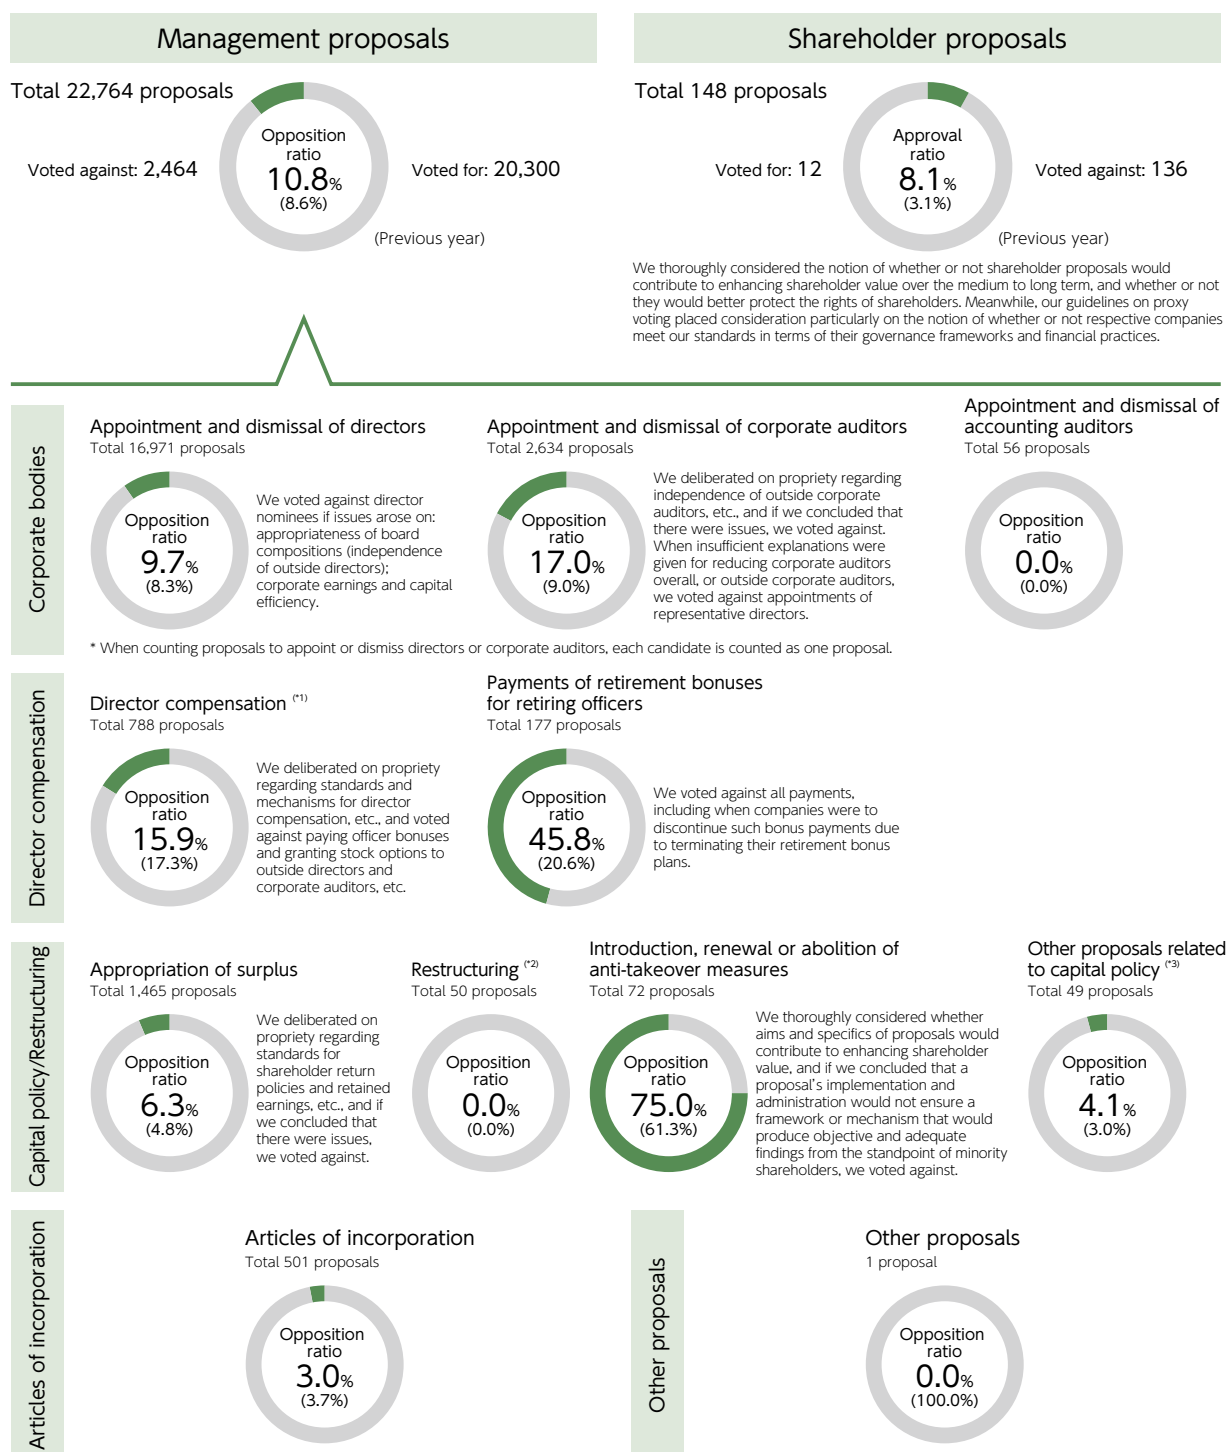 Management proposals
Total 22,764 proposals
Voted against: 2,464
Opposition
ratio
10.8%
(8.6%)
Voted for: 20,300
(Previous year)
Shareholder proposals
Total 148 proposals
Voted for: 12
Approval
ratio
8.1%
(3.1%)
Voted against: 136
(Previous year)
We thoroughly considered the notion of whether or not shareholder proposals would
contribute to enhancing shareholder value over the medium to long term, and whether or not
they would better protect the rights of shareholders. Meanwhile, our guidelines on proxy
voting placed consideration particularly on the notion of whether or not respective companies
meet our standards in terms of their governance frameworks and financial practices.
Corporate bodies
Appointment and dismissal of directors
Total 16,971 proposals
Opposition
ratio
9.7%
(8.3%)
We voted against director
nominees if issues arose on:
appropriateness of board
compositions (independence
of outside directors);
corporate earnings and capital
efficiency.
Appointment and dismissal of corporate auditors
Total 2,634 proposals
Opposition
ratio
17.0%
(9.0%)
We deliberated on propriety regarding
independence of outside corporate
auditors, etc., and if we concluded that
there were issues, we voted against.
When insufficient explanations were
given for reducing corporate auditors
overall, or outside corporate auditors,
we voted against appointments of
representative directors.
Appointment and dismissal of
accounting auditors
Total 56 proposals
Opposition
ratio
0.0%
(0.0%)
* When counting proposals to appoint or dismiss directors or corporate auditors, each candidate is counted as one proposal.
Director compensation
Director compensation (*1)
Total 788 proposals
Opposition
ratio
15.9%
(17.3%)
We deliberated on propriety
regarding standards and
mechanisms for director
compensation, etc., and voted
against paying officer bonuses
and granting stock options to
outside directors and
corporate auditors, etc.
Payments of retirement bonuses
for retiring officers
Total 177 proposals
Opposition
ratio
45.8%
(20.6%)
We voted against all payments,
including when companies were to
discontinue such bonus payments due
to terminating their retirement bonus
plans.
Capital policy/Restructuring
Appropriation of surplus
Total 1,465 proposals
Opposition
ratio
6.3%
(4.8%)
We deliberated on
propriety regarding
standards for
shareholder return
policies and retained
earnings, etc., and if
we concluded that
there were issues,
we voted against.
Restructuring (*2)
Total 50 proposals
Opposition
ratio
0.0%
(0.0%)
Introduction, renewal or abolition of
anti-takeover measures
Total 72 proposals
Opposition
ratio
75.0%
(61.3%)
We thoroughly considered whether
aims and specifics of proposals would
contribute to enhancing shareholder
value, and if we concluded that a
proposal's implementation and
administration would not ensure a
framework or mechanism that would
produce objective and adequate
findings from the standpoint of minority
shareholders, we voted against.
Other proposals related
to capital policy (*3)
Total 49 proposals
Opposition
ratio
4.1%
(3.0%)
Articles of incorporation
Articles of incorporation
Total 501 proposals
Opposition
ratio
3.0%
(3.7%)
Other proposals
Other proposals
1 proposal
Opposition
ratio
0.0%
(100.0%)